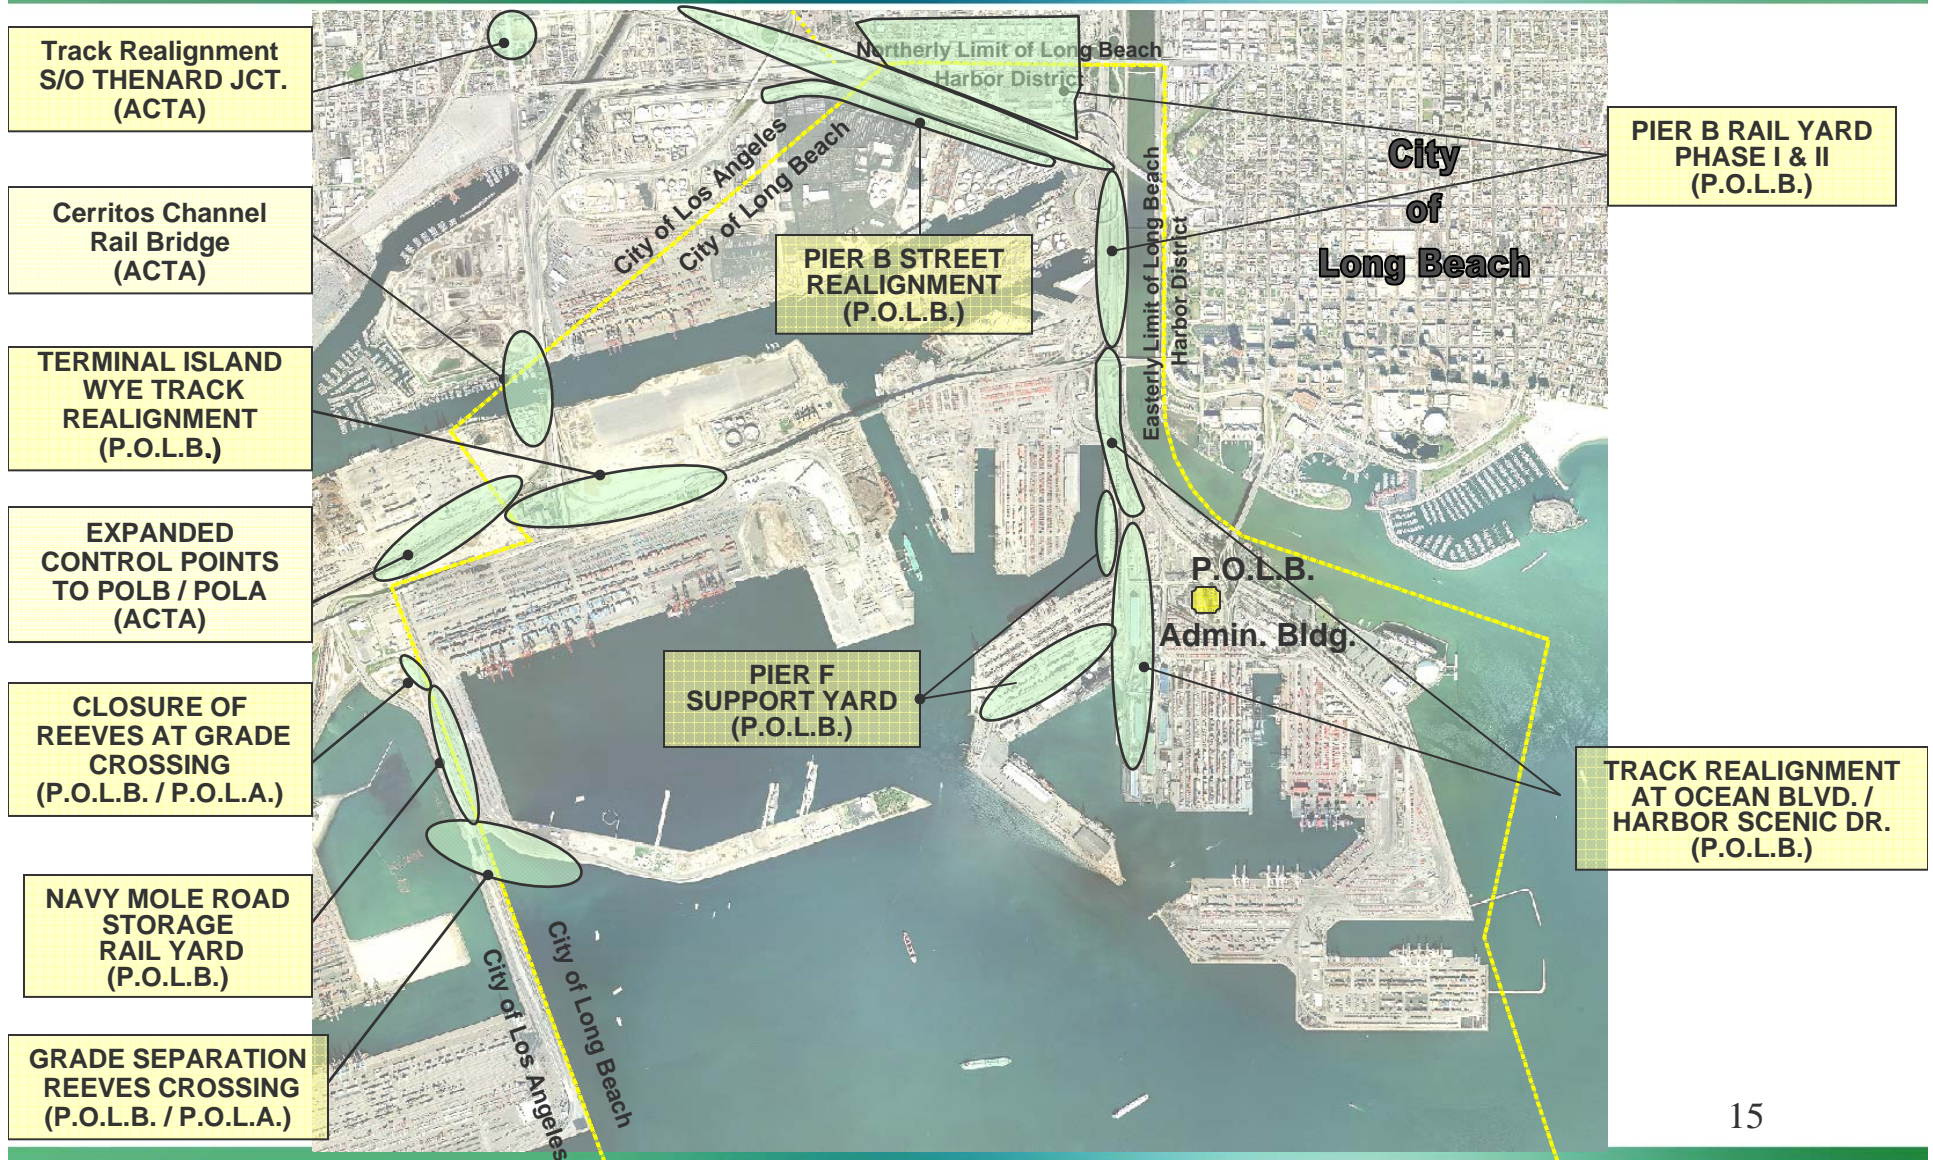 Track Realignment
S/O THENARD JCT.
(ACTA)
Cerritos Channel
Rail Bridge
(ACTA)
TERMINAL ISLAND
WYE TRACK
REALIGNMENT
(P.O.L.B.)
EXPANDED
CONTROL POINTS
TO POLB / POLA
(ACTA)
CLOSURE OF
REEVES AT GRADE
CROSSING
(P.O.L.B. / P.O.L.A.)
NAVY MOLE ROAD
STORAGE
RAIL YARD
(P.O.L.B.)
GRADE SEPARATION
REEVES CROSSING
(P.O.L.B. / P.O.L.A.)
Northerly Limit of Long Beach
Harbor District
City of Los Angeles
City of Long Beach
PIER B STREET
REALIGNMENT
(P.O.L.B.)
Easterly Limit of Long Beach
Harbor District
City
of
Long Beach
PIER B RAIL YARD
PHASE I & II
(P.O.L.B.)
P.O.L.B.
Admin. Bldg.
PIER F
SUPPORT YARD
(P.O.L.B.)
TRACK REALIGNMENT
AT OCEAN BLVD. /
HARBOR SCENIC DR.
(P.O.L.B.)
City of Los Angeles
City of Long Beach
15